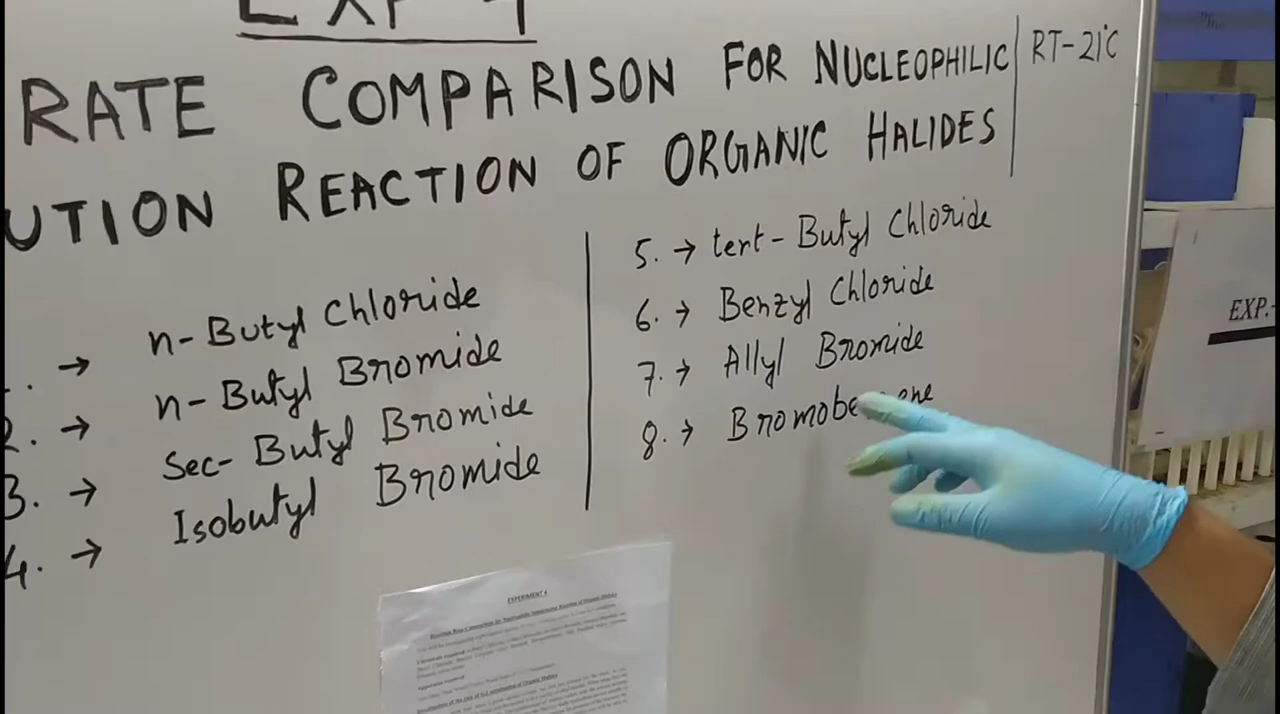 EXP 4
RATE COMPARISON FOR NUCLEOPHILIC
RT-21°C
UTION REACTION OF ORGANIC HALIDES
1. → n-Butyl Chloride
2. → n-Butyl Bromide
3. → Sec-Butyl Bromide
4. → Isobutyl Bromide
5. → tert-Butyl Chloride
6. → Benzyl Chloride
7. → Allyl Bromide
8. →
EXP.
EXPERIMENT 4